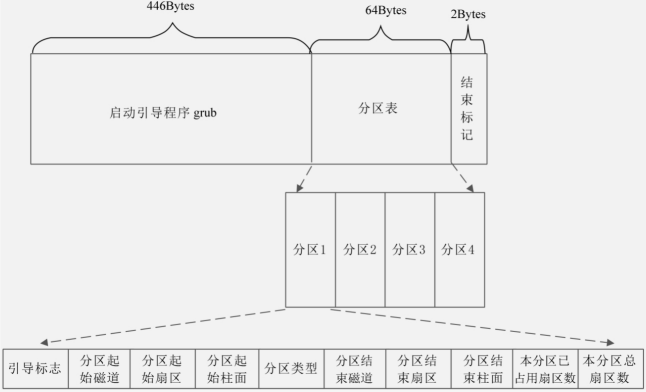 446Bytes
64Bytes
2Bytes
启动引导程序 grub
分区表
结
束
标
记
分区1
分区2
分区3
分区4
引导标志
分区起
始磁道
分区起
始扇区
分区起
始柱面
分区类型
分区结
束磁道
分区结
束扇区
分区结
束柱面
本分区已
占用扇区数
本分区总
扇区数